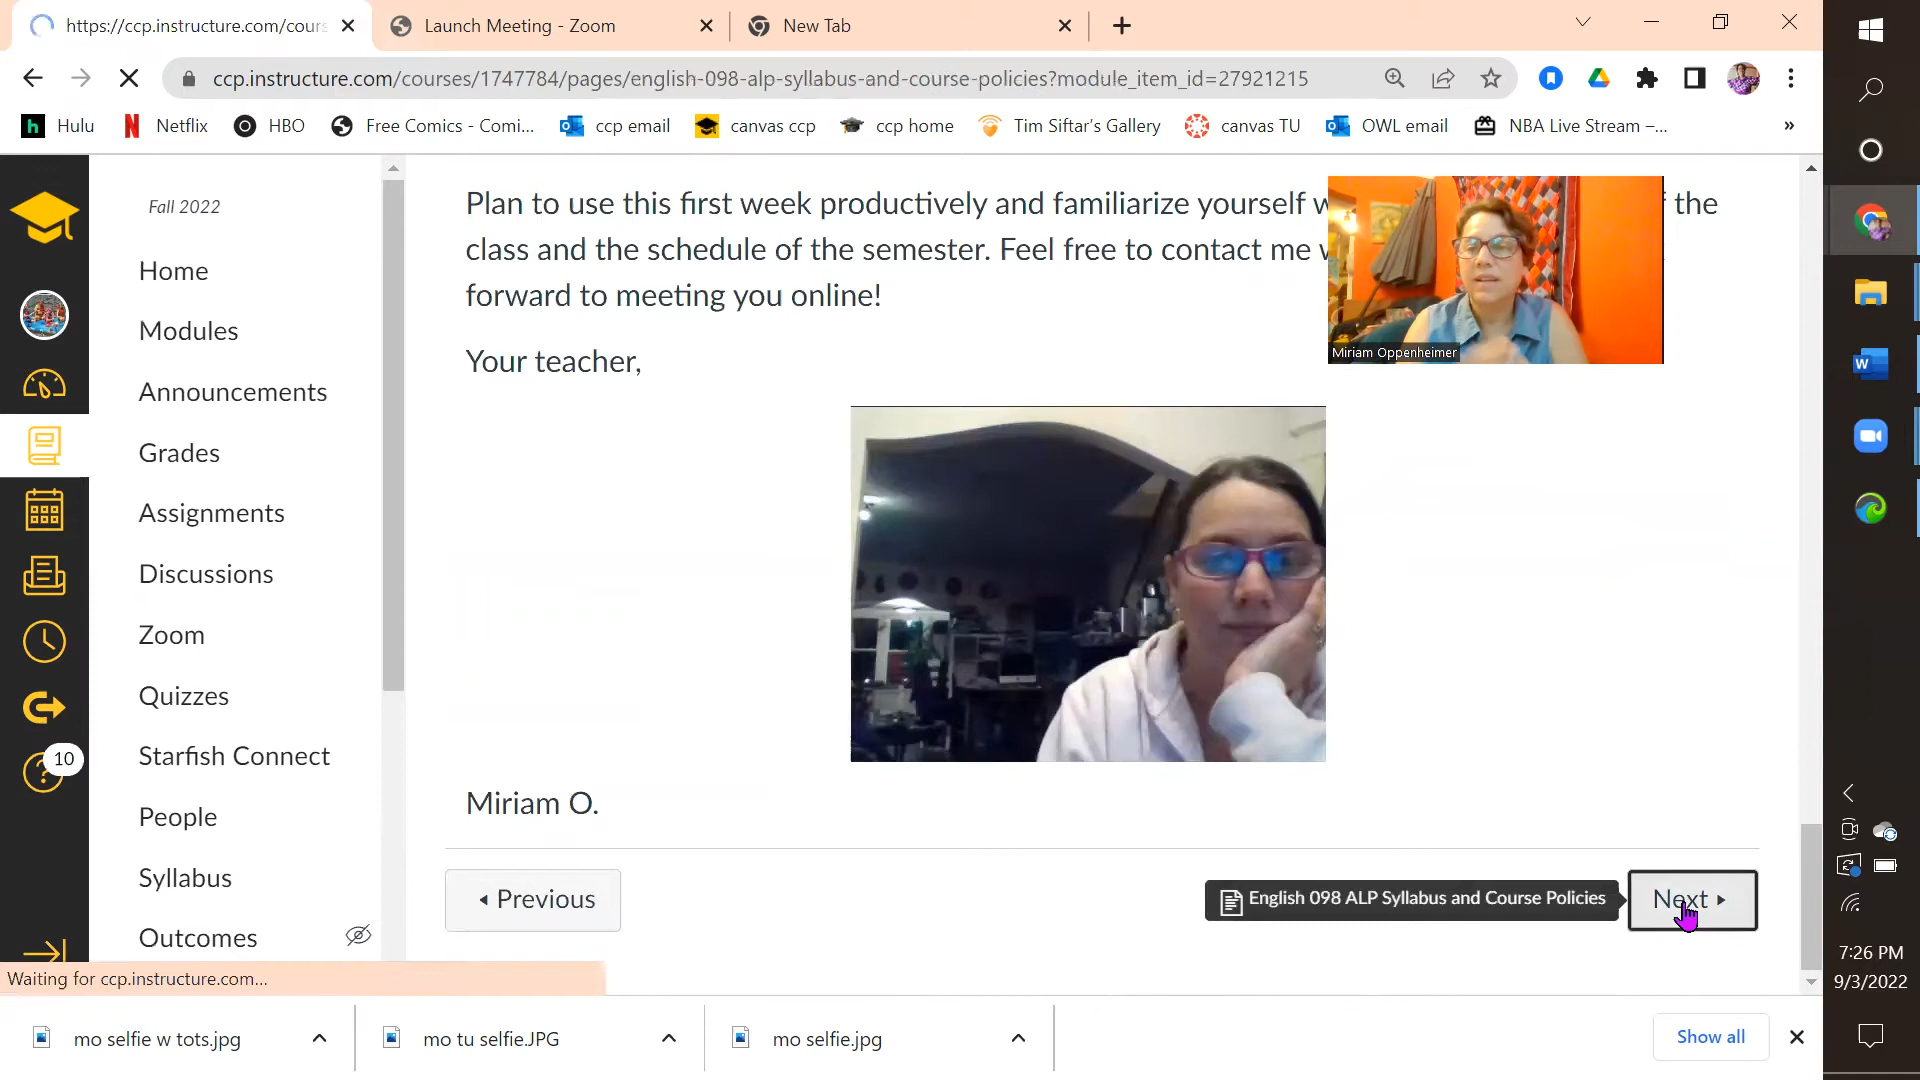 https://ccp.instructure.com/cours
Launch Meeting - Zoom
New Tab
ccp.instructure.com/courses/1747784/pages/english-098-alp-syllabus-and-course-policies?module_item_id=27921215
h Hulu
N Netflix
HBO
Free Comics - Comi...
ccp email
canvas ccp
ccp home
Tim Siftar's Gallery
canvas TU
OWL email
NBA Live Stream –...
»
Fall 2022
Home
Modules
Announcements
Grades
Assignments
Discussions
Zoom
Quizzes
Starfish Connect
People
Syllabus
Outcomes
10
Plan to use this first week productively and familiarize yourself the
class and the schedule of the semester. Feel free to contact me
forward to meeting you online!
Your teacher,
Miriam Oppenheimer
Miriam O.
Previous
English 098 ALP Syllabus and Course Policies
Next
Waiting for ccp.instructure.com...
mo selfie w tots.jpg
mo tu selfie.JPG
mo selfie.jpg
Show all
W
7:26 PM
9/3/2022